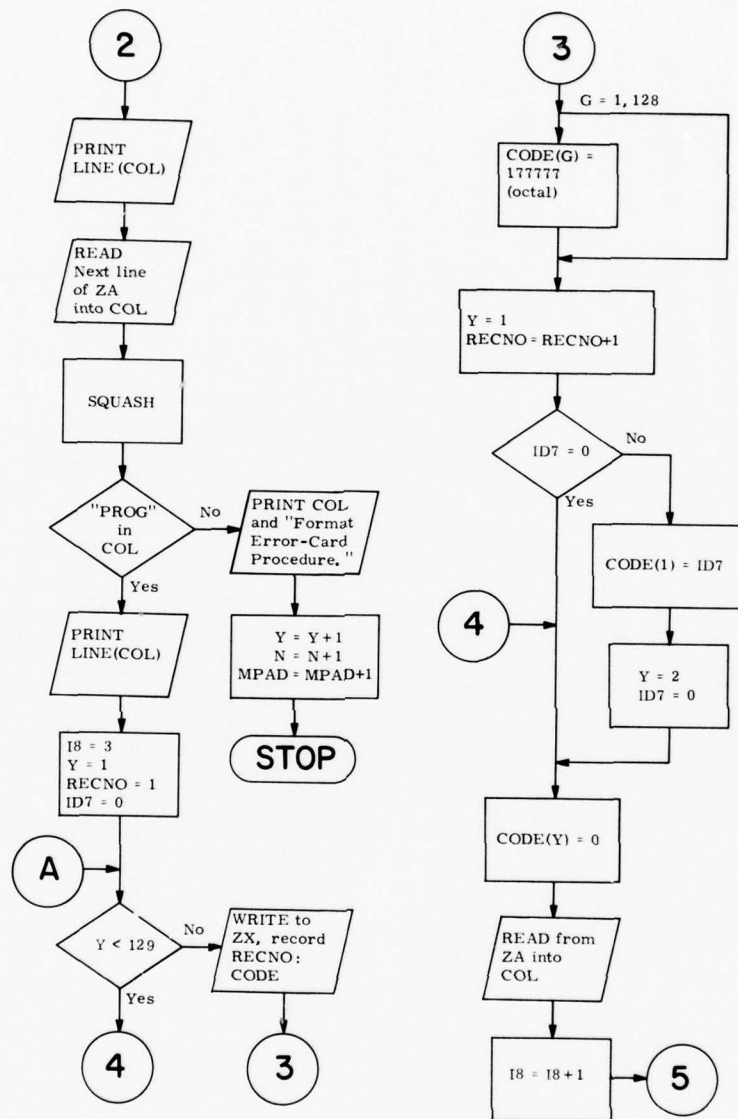 2
PRINT
LINE(COL)
READ
Next line
of ZA
into COL
SQUASH
"PROG"
in
COL
No
Yes
PRINT COL
and "Format
Error-Card
Procedure."
Y = Y+1
N = N+1
MPAD = MPAD+1
STOP
PRINT
LINE(COL)
I8 = 3
Y = 1
RECNO = 1
ID7 = 0
A
Y < 129
No
Yes
WRITE to
ZX, record
RECNO:
CODE
4
3
3
G = 1, 128
CODE(G) =
177777
(octal)
Y = 1
RECNO = RECNO+1
ID7 = 0
No
Yes
CODE(1) = ID7
4
Y = 2
ID7 = 0
CODE(Y) = 0
READ from
ZA into
COL
I8 = I8+1
5